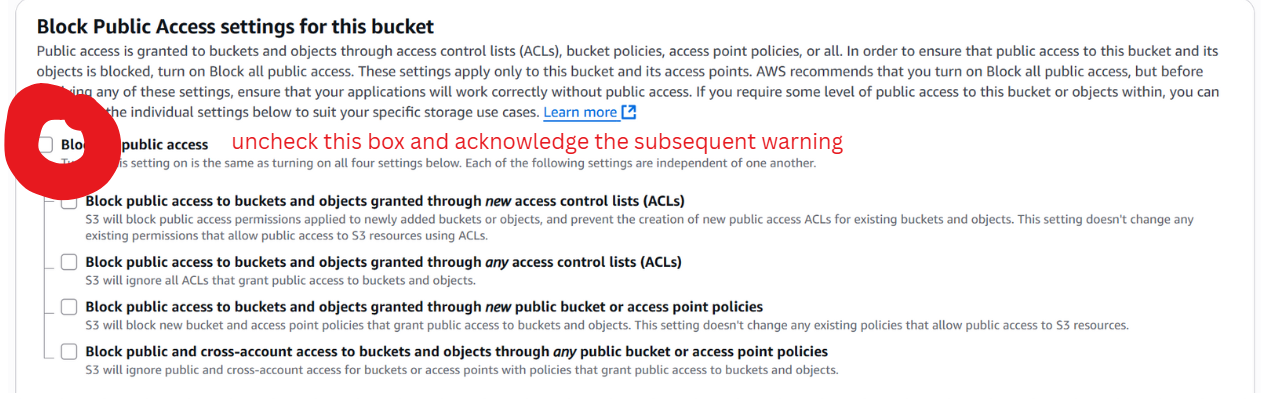 Block Public Access settings for this bucket
Public access is granted to buckets and objects through access control lists (ACLs), bucket policies, access point policies, or all. In order to ensure that public access to this bucket and its
objects is blocked, turn on Block all public access. These settings apply only to this bucket and its access points. AWS recommends that you turn on Block all public access, but before
any of these settings, ensure that your applications will work correctly without public access. If you require some level of public access to this bucket or objects within, you can
the individual settings below to suit your specific storage use cases. Learn more
public access uncheck this box and acknowledge the subsequent warning
setting on is the same as turning on all four settings below. Each of the following settings are independent of one another.
Block public access to buckets and objects granted through new access control lists (ACLs)
S3 will block public access permissions applied to newly added buckets or objects, and prevent the creation of new public access ACLs for existing buckets and objects. This setting doesn't change any
existing permissions that allow public access to S3 resources using ACLs.
Block public access to buckets and objects granted through any access control lists (ACLs)
S3 will ignore all ACLs that grant public access to buckets and objects.
Block public access to buckets and objects granted through new public bucket or access point policies
S3 will block new bucket and access point policies that grant public access to buckets and objects. This setting doesn't change any existing policies that allow public access to S3 resources.
Block public and cross-account access to buckets and objects through any public bucket or access point policies
S3 will ignore public and cross-account access for buckets or access points with policies that grant public access to buckets and objects.